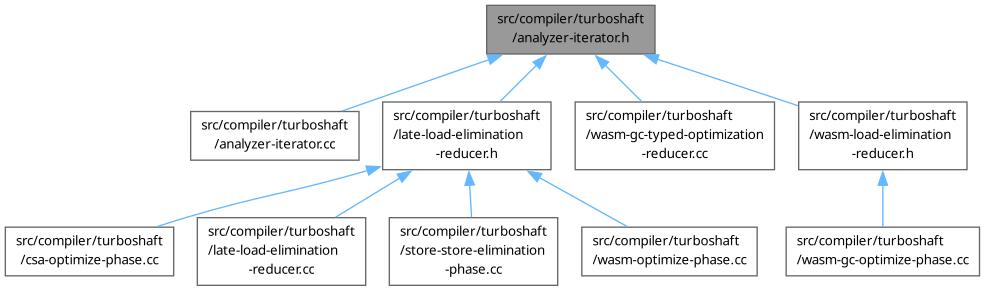 src/compiler/turboshaft
/analyzer-iterator.h
src/compiler/turboshaft
/analyzer-iterator.cc
src/compiler/turboshaft
/late-load-elimination
-reducer.h
src/compiler/turboshaft
/wasm-gc-typed-optimization
-reducer.cc
src/compiler/turboshaft
/wasm-load-elimination
-reducer.h
src/compiler/turboshaft
/csa-optimize-phase.cc
src/compiler/turboshaft
/late-load-elimination
-reducer.cc
src/compiler/turboshaft
/store-store-elimination
-phase.cc
src/compiler/turboshaft
/wasm-optimize-phase.cc
src/compiler/turboshaft
/wasm-gc-optimize-phase.cc